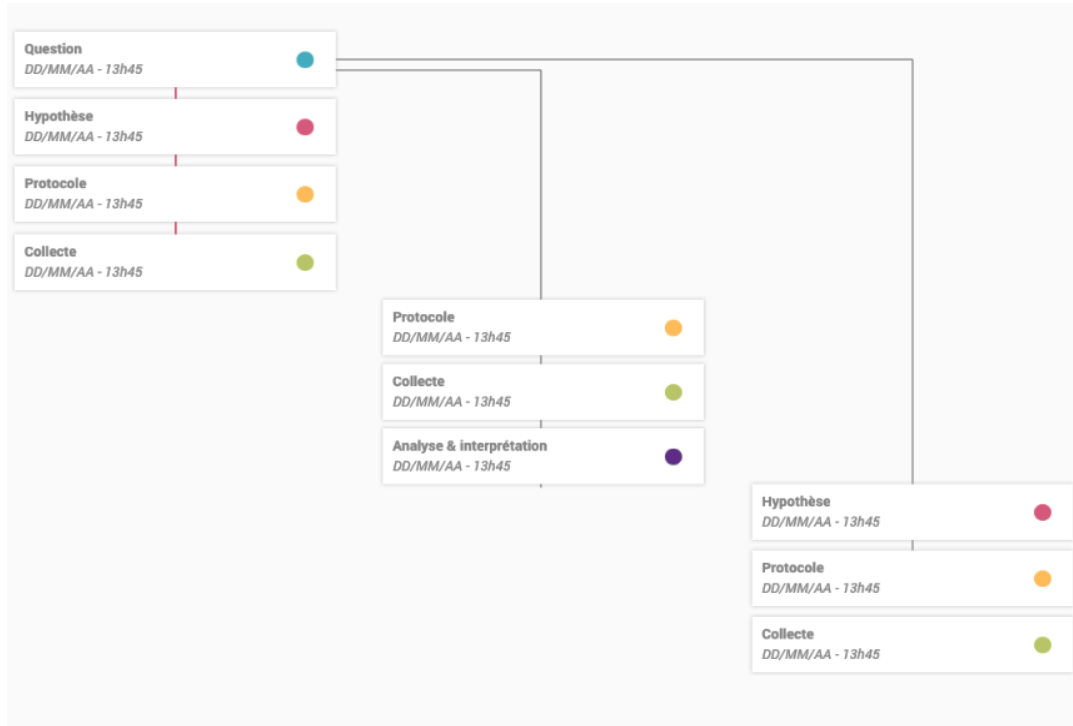 Question
DD/MM/AA - 13h45
Hypothèse
DD/MM/AA - 13h45
Protocole
DD/MM/AA - 13h45
Collecte
DD/MM/AA - 13h45
Protocole
DD/MM/AA - 13h45
Collecte
DD/MM/AA - 13h45
Analyse & interprétation
DD/MM/AA - 13h45
Hypothèse
DD/MM/AA - 13h45
Protocole
DD/MM/AA - 13h45
Collecte
DD/MM/AA - 13h45